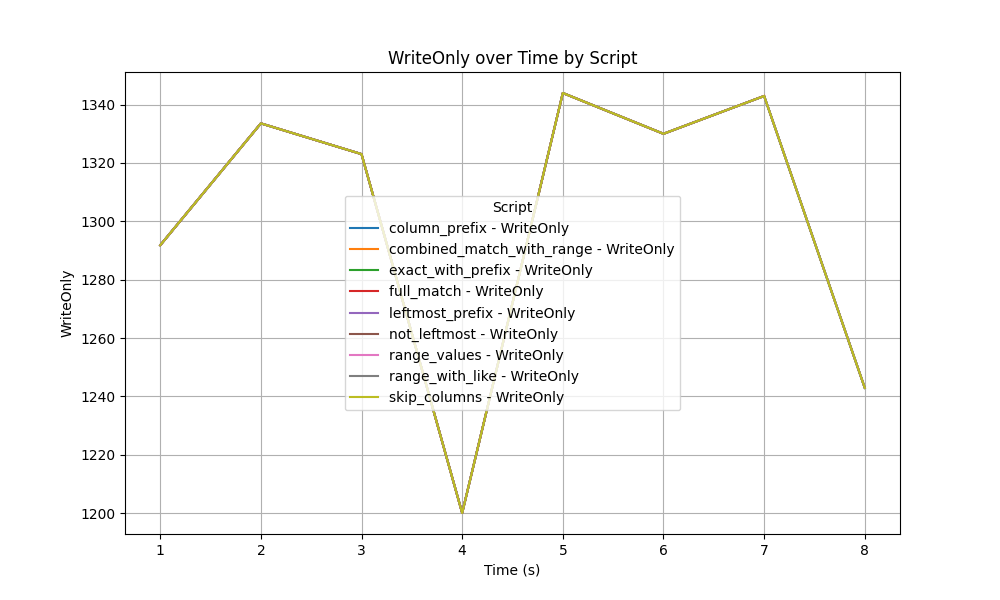 WriteOnly over Time by Script
WriteOnly
1340
1320
1300
1280
1260
1240
1220
1200
Script
column_prefix - WriteOnly
combined_match_with_range - WriteOnly
exact_with_prefix - WriteOnly
full_match - WriteOnly
leftmost_prefix - WriteOnly
not_leftmost - WriteOnly
range_values - WriteOnly
range_with_like - WriteOnly
skip_columns - WriteOnly
1 2 3 4 5 6 7 8
Time (s)